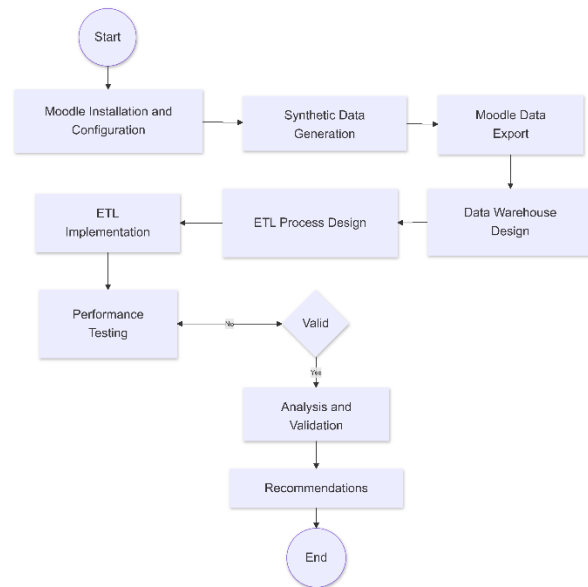 Start
Moodle Installation and
Configuration
Synthetic Data
Generation
Moodle Data
Export
ETL
Implementation
ETL Process Design
Data Warehouse
Design
Performance
Testing
No
Valid
Yes
Analysis and
Validation
Recommendations
End